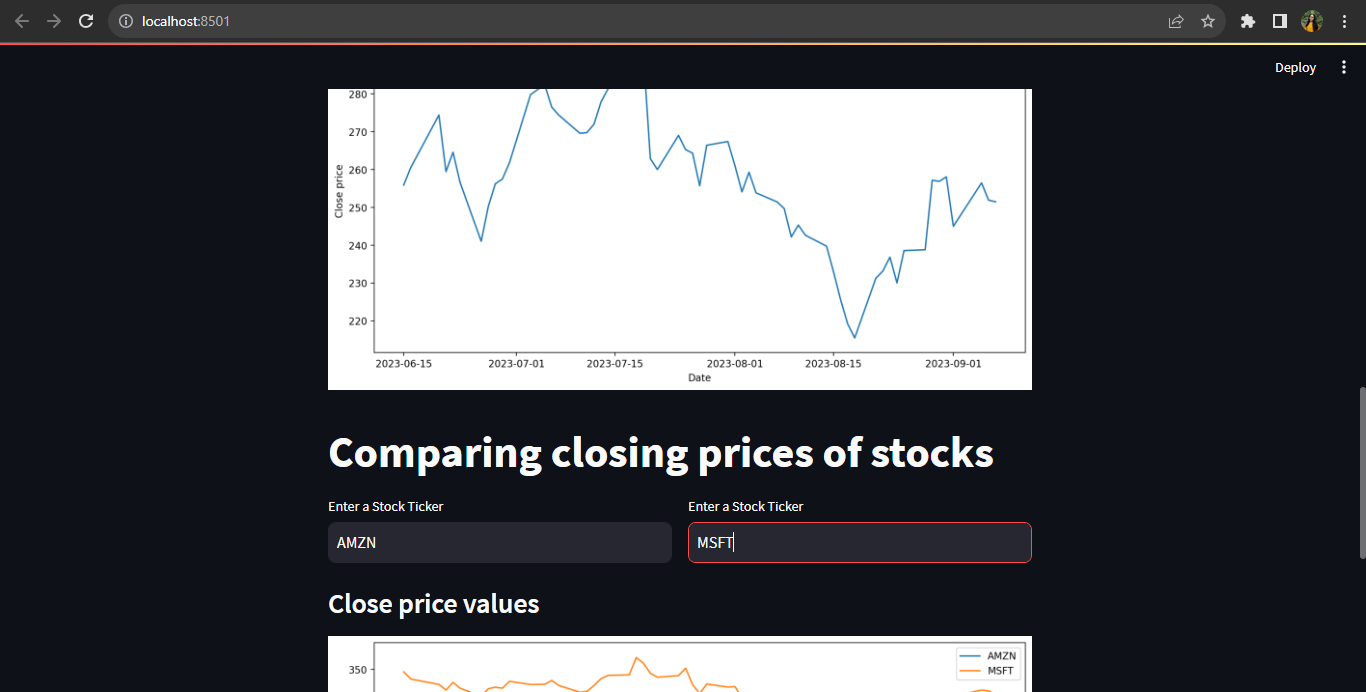 localhost:8501
Deploy
280
270
260
250
240
230
220
Close price
2023-06-15 2023-07-01 2023-07-15 2023-08-01 2023-08-15 2023-09-01
Date
Comparing closing prices of stocks
Enter a Stock Ticker Enter a Stock Ticker
AMZN MSFT
Close price values
AMZN
350 MSFT